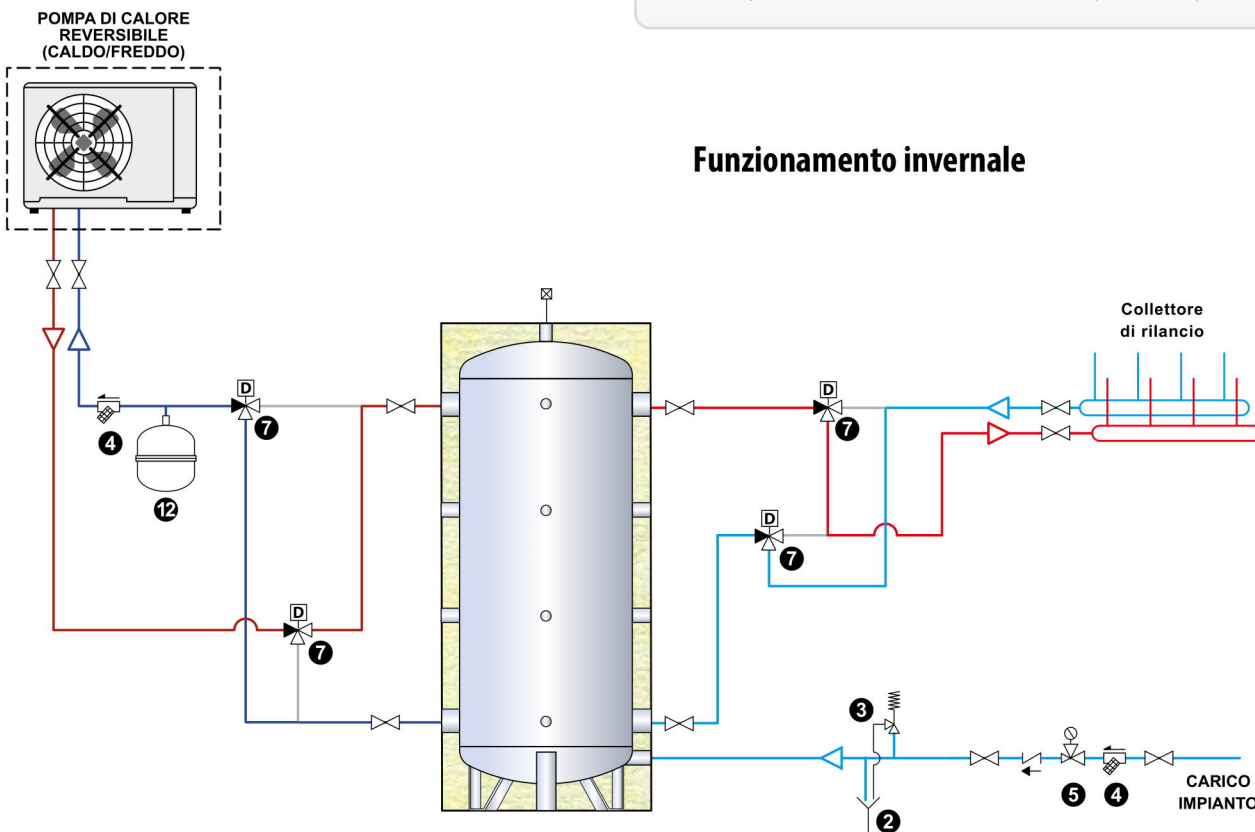 POMPA DI CALORE
REVERSIBILE
(CALDO/FREDDO)
Funzionamento invernale
Collettore
di rilancio
D
7
4
12
D
7
D
7
D
7
3
5
4
2
CARICO
IMPIANTO